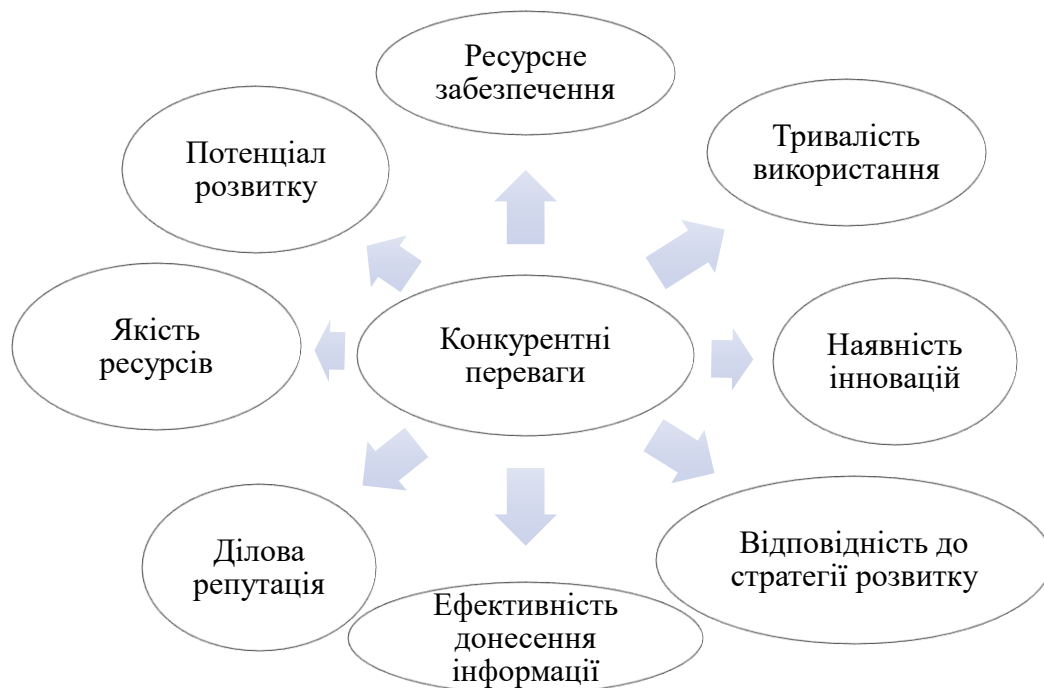 Ресурсне
забезпечення
Тривалість
використання
Наявність
інновацій
Відповідність до
стратегії розвитку
Ефективність
донесення
інформації
Ділова
репутація
Якість
ресурсів
Потенціал
розвитку
Конкурентні
переваги